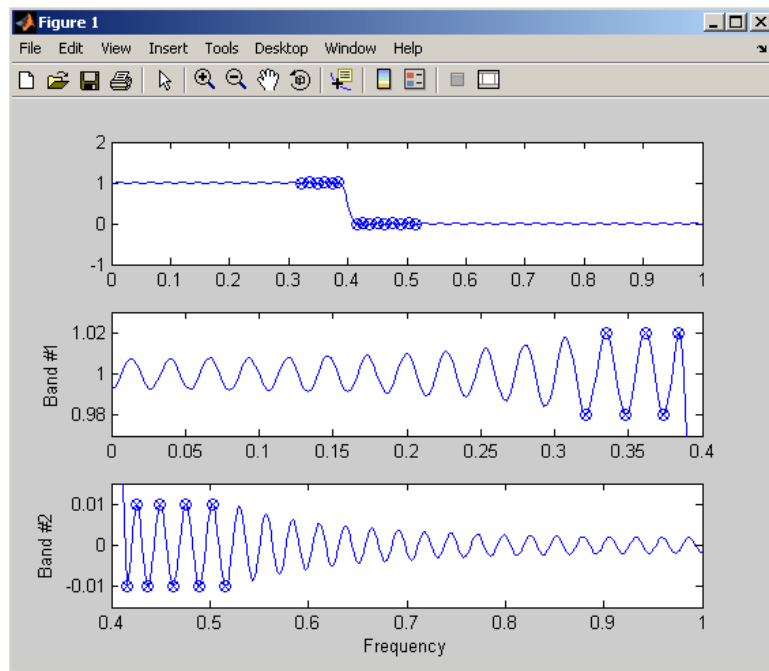 Figure 1
File Edit View Insert Tools Desktop Window Help
2
1
0
-1
0 0.1 0.2 0.3 0.4 0.5 0.6 0.7 0.8 0.9 1
Band #1
1.02
1
0.98
0 0.05 0.1 0.15 0.2 0.25 0.3 0.35 0.4
Band #2
0.01
0
-0.01
0.4 0.5 0.6 0.7 0.8 0.9 1
Frequency